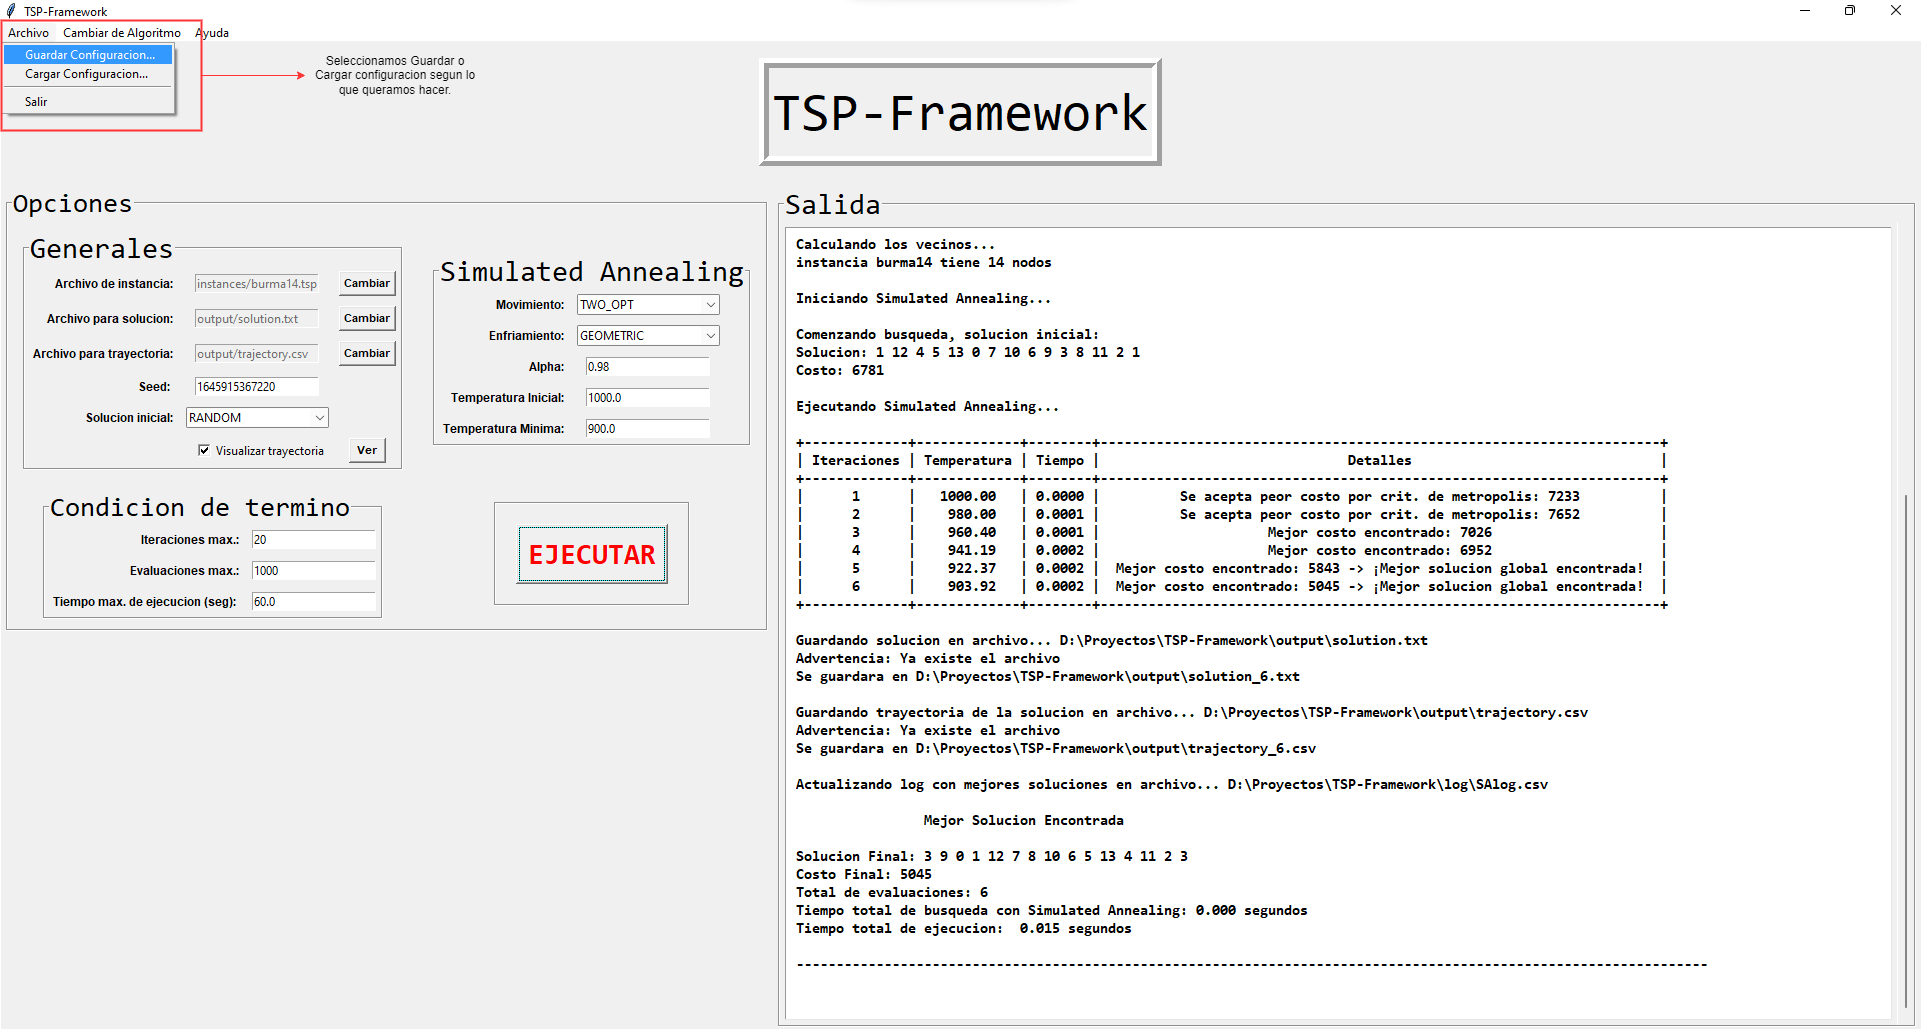 TSP-Framework
Archivo Cambiar de Algoritmo Ayuda
Guardar Configuracion...
Cargar Configuracion...
Salir
Seleccionamos Guardar o
Cargar configuracion segun lo
que queramos hacer.
TSP-Framework
Opciones
Generales
Archivo de instancia: instances/burma14.tsp Cambiar
Archivo para solucion: output/solution.txt Cambiar
Archivo para trayectoria: output/trajectory.csv Cambiar
Seed: 1645915367220
Solucion inicial: RANDOM
Visualizar trayectoria Ver
Simulated Annealing
Movimiento: TWO_OPT
Enfriamiento: GEOMETRIC
Alpha: 0.98
Temperatura Inicial: 1000.0
Temperatura Minima: 900.0
Condicion de termino
Iteraciones max.: 20
Evaluaciones max.: 1000
Tiempo max. de ejecucion (seg): 60.0
EJECUTAR
Salida
Calculando los vecinos...
instancia burma14 tiene 14 nodos
Iniciando Simulated Annealing...
Comenzando busqueda, solucion inicial:
Solucion: 1 12 4 5 13 0 7 10 6 9 3 8 11 2 1
Costo: 6781
Ejecutando Simulated Annealing...
+-------------+-------------+--------+----------------------------------------------------------------------+
| Iteraciones | Temperatura | Tiempo | Detalles |
+-------------+-------------+--------+----------------------------------------------------------------------+
| 1 | 1000.00 | 0.0000 | Se acepta peor costo por crit. de metropolis: 7233 |
| 2 | 980.00 | 0.0001 | Se acepta peor costo por crit. de metropolis: 7652 |
| 3 | 960.40 | 0.0001 | Mejor costo encontrado: 7026 |
| 4 | 941.19 | 0.0002 | Mejor costo encontrado: 6952 |
| 5 | 922.37 | 0.0002 | Mejor costo encontrado: 5843 -> ¡Mejor solucion global encontrada! |
| 6 | 903.92 | 0.0002 | Mejor costo encontrado: 5045 -> ¡Mejor solucion global encontrada! |
+-------------+-------------+--------+----------------------------------------------------------------------+
Guardando solucion en archivo... D:\Proyectos\TSP-Framework\output\solution.txt
Advertencia: Ya existe el archivo
Se guardara en D:\Proyectos\TSP-Framework\output\solution_6.txt
Guardando trayectoria de la solucion en archivo... D:\Proyectos\TSP-Framework\output\trajectory.csv
Advertencia: Ya existe el archivo
Se guardara en D:\Proyectos\TSP-Framework\output\trajectory_6.csv
Actualizando log con mejores soluciones en archivo... D:\Proyectos\TSP-Framework\log\SAlog.csv
Mejor Solucion Encontrada
Solucion Final: 3 9 0 1 12 7 8 10 6 5 13 4 11 2 3
Costo Final: 5045
Total de evaluaciones: 6
Tiempo total de busqueda con Simulated Annealing: 0.000 segundos
Tiempo total de ejecucion: 0.015 segundos
------------------------------------------------------------------------------------------------------------------